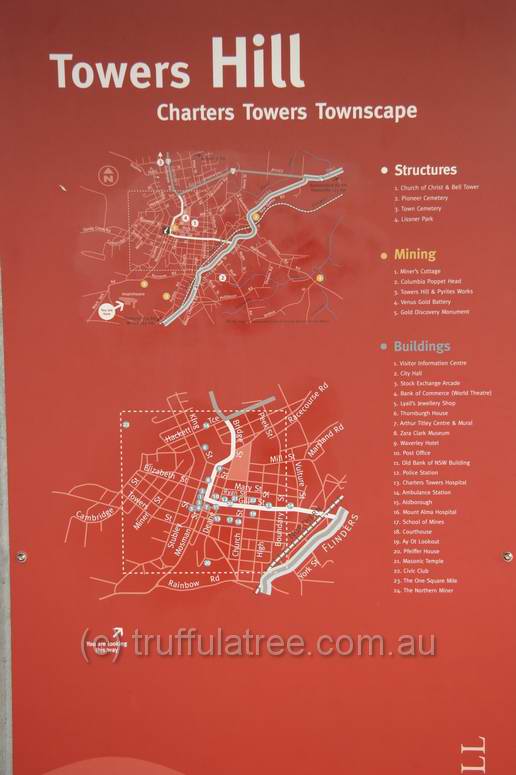 Towers Hill
Charters Towers Townscape
N
You are here
Structures
1. Church of Christ & Bell Tower
2. Pioneer Cemetery
3. Town Cemetery
4. Lissner Park
Mining
1. Miner's Cottage
2. Columbia Poppet Head
3. Towers Hill & Pyrites Works
4. Venus Gold Battery
5. Gold Discovery Monument
Buildings
1. Visitor Information Centre
2. City Hall
3. Stock Exchange Arcade
4. Bank of Commerce (World Theatre)
5. Lyall's Jewellery Shop
6. Thornburgh House
7. Arthur Titley Centre & Mural
8. Zara Clark Museum
9. Waverley Hotel
10. Post Office
11. Old Bank of NSW Building
12. Police Station
13. Charters Towers Hospital
14. Ambulance Station
15. Aldborough
16. Mount Alma Hospital
17. School of Mines
18. Courthouse
19. Ay Ot Lookout
20. Pfeiffer House
21. Masonic Temple
22. Civic Club
23. The One Square Mile
24. The Northern Miner
Hackett
King
Ice
Bridge
St
Peel St
Racecourse Rd
Maryland Rd
Mill St
Vulture St
Elizabeth St
Mary St
Gill St
Towers St
Miner St
Cambridge
Stubley St
Mosman St
Church
High
Boundary St
FLINDERS
York St
Rainbow Rd
You are looking this way
(c) truffulatree.com.au
LL